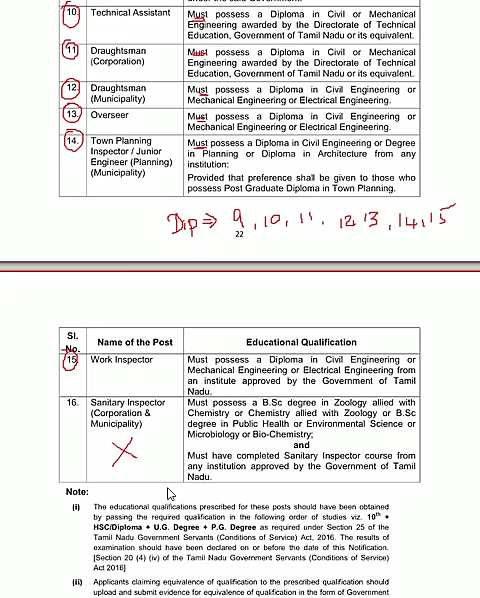 10. Technical Assistant Must possess a Diploma in Civil or Mechanical
Engineering awarded by the Directorate of Technical
Education, Government of Tamil Nadu or its equivalent.
11 Draughtsman Must possess a Diploma in Civil or Mechanical
(Corporation) Engineering awarded by the Directorate of Technical
Education, Government of Tamil Nadu or its equivalent.
12. Draughtsman Must possess a Diploma in Civil Engineering or
(Municipality) Mechanical Engineering or Electrical Engineering.
13. Overseer Must possess a Diploma in Civil Engineering or
Mechanical Engineering or Electrical Engineering.
14. Town Planning Must possess a Diploma in Civil Engineering or Degree
Inspector / Junior in Planning or Diploma in Architecture from any
Engineer (Planning) institution:
(Municipality) Provided that preference shall be given to those who
possess Post Graduate Diploma in Town Planning.
Dip ⇒ 9, 10, 11, 12, 13, 14, 15
22
Sl. No. Name of the Post Educational Qualification
15. Work Inspector Must possess a Diploma in Civil Engineering or
Mechanical Engineering or Electrical Engineering from
an institute approved by the Government of Tamil
Nadu.
16. Sanitary Inspector Must possess a B.Sc degree in Zoology allied with
(Corporation & Chemistry or Chemistry allied with Zoology or B.Sc
Municipality) degree in Public Health or Environmental Science or
Microbiology or Bio-Chemistry;
and
Must have completed Sanitary Inspector course from
any institution approved by the Government of Tamil
Nadu.
Note:
(i) The educational qualifications prescribed for these posts should have been obtained
by passing the required qualification in the following order of studies viz. 10th +
HSC/Diploma + U.G. Degree + P.G. Degree as required under Section 25 of the
Tamil Nadu Government Servants (Conditions of Service) Act, 2016. The results of
examination should have been declared on or before the date of this Notification.
[Section 20 (4) (iv) of the Tamil Nadu Government Servants (Conditions of Service)
Act 2016]
(ii) Applicants claiming equivalence of qualification to the prescribed qualification should
upload and submit evidence for equivalence of qualification in the form of Government